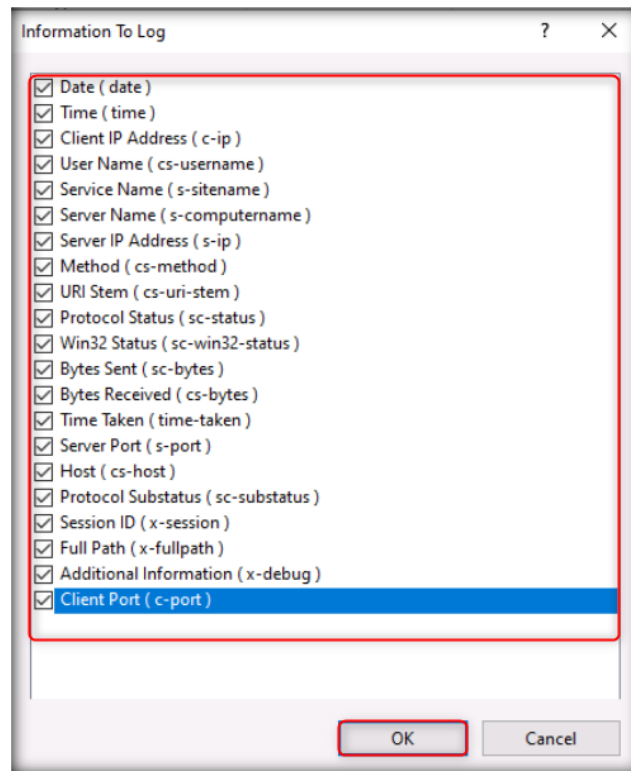 Information To Log
?
Date ( date )
Time ( time )
Client IP Address ( c-ip )
User Name ( cs-username )
Service Name ( s-sitename )
Server Name ( s-computername )
Server IP Address ( s-ip )
Method ( cs-method )
URI Stem ( cs-uri-stem )
Protocol Status ( sc-status )
Win32 Status ( sc-win32-status )
Bytes Sent ( sc-bytes )
Bytes Received ( cs-bytes )
Time Taken ( time-taken )
Server Port ( s-port )
Host ( cs-host )
Protocol Substatus ( sc-substatus )
Session ID ( x-session )
Full Path ( x-fullpath )
Additional Information ( x-debug )
Client Port ( c-port )
OK
Cancel